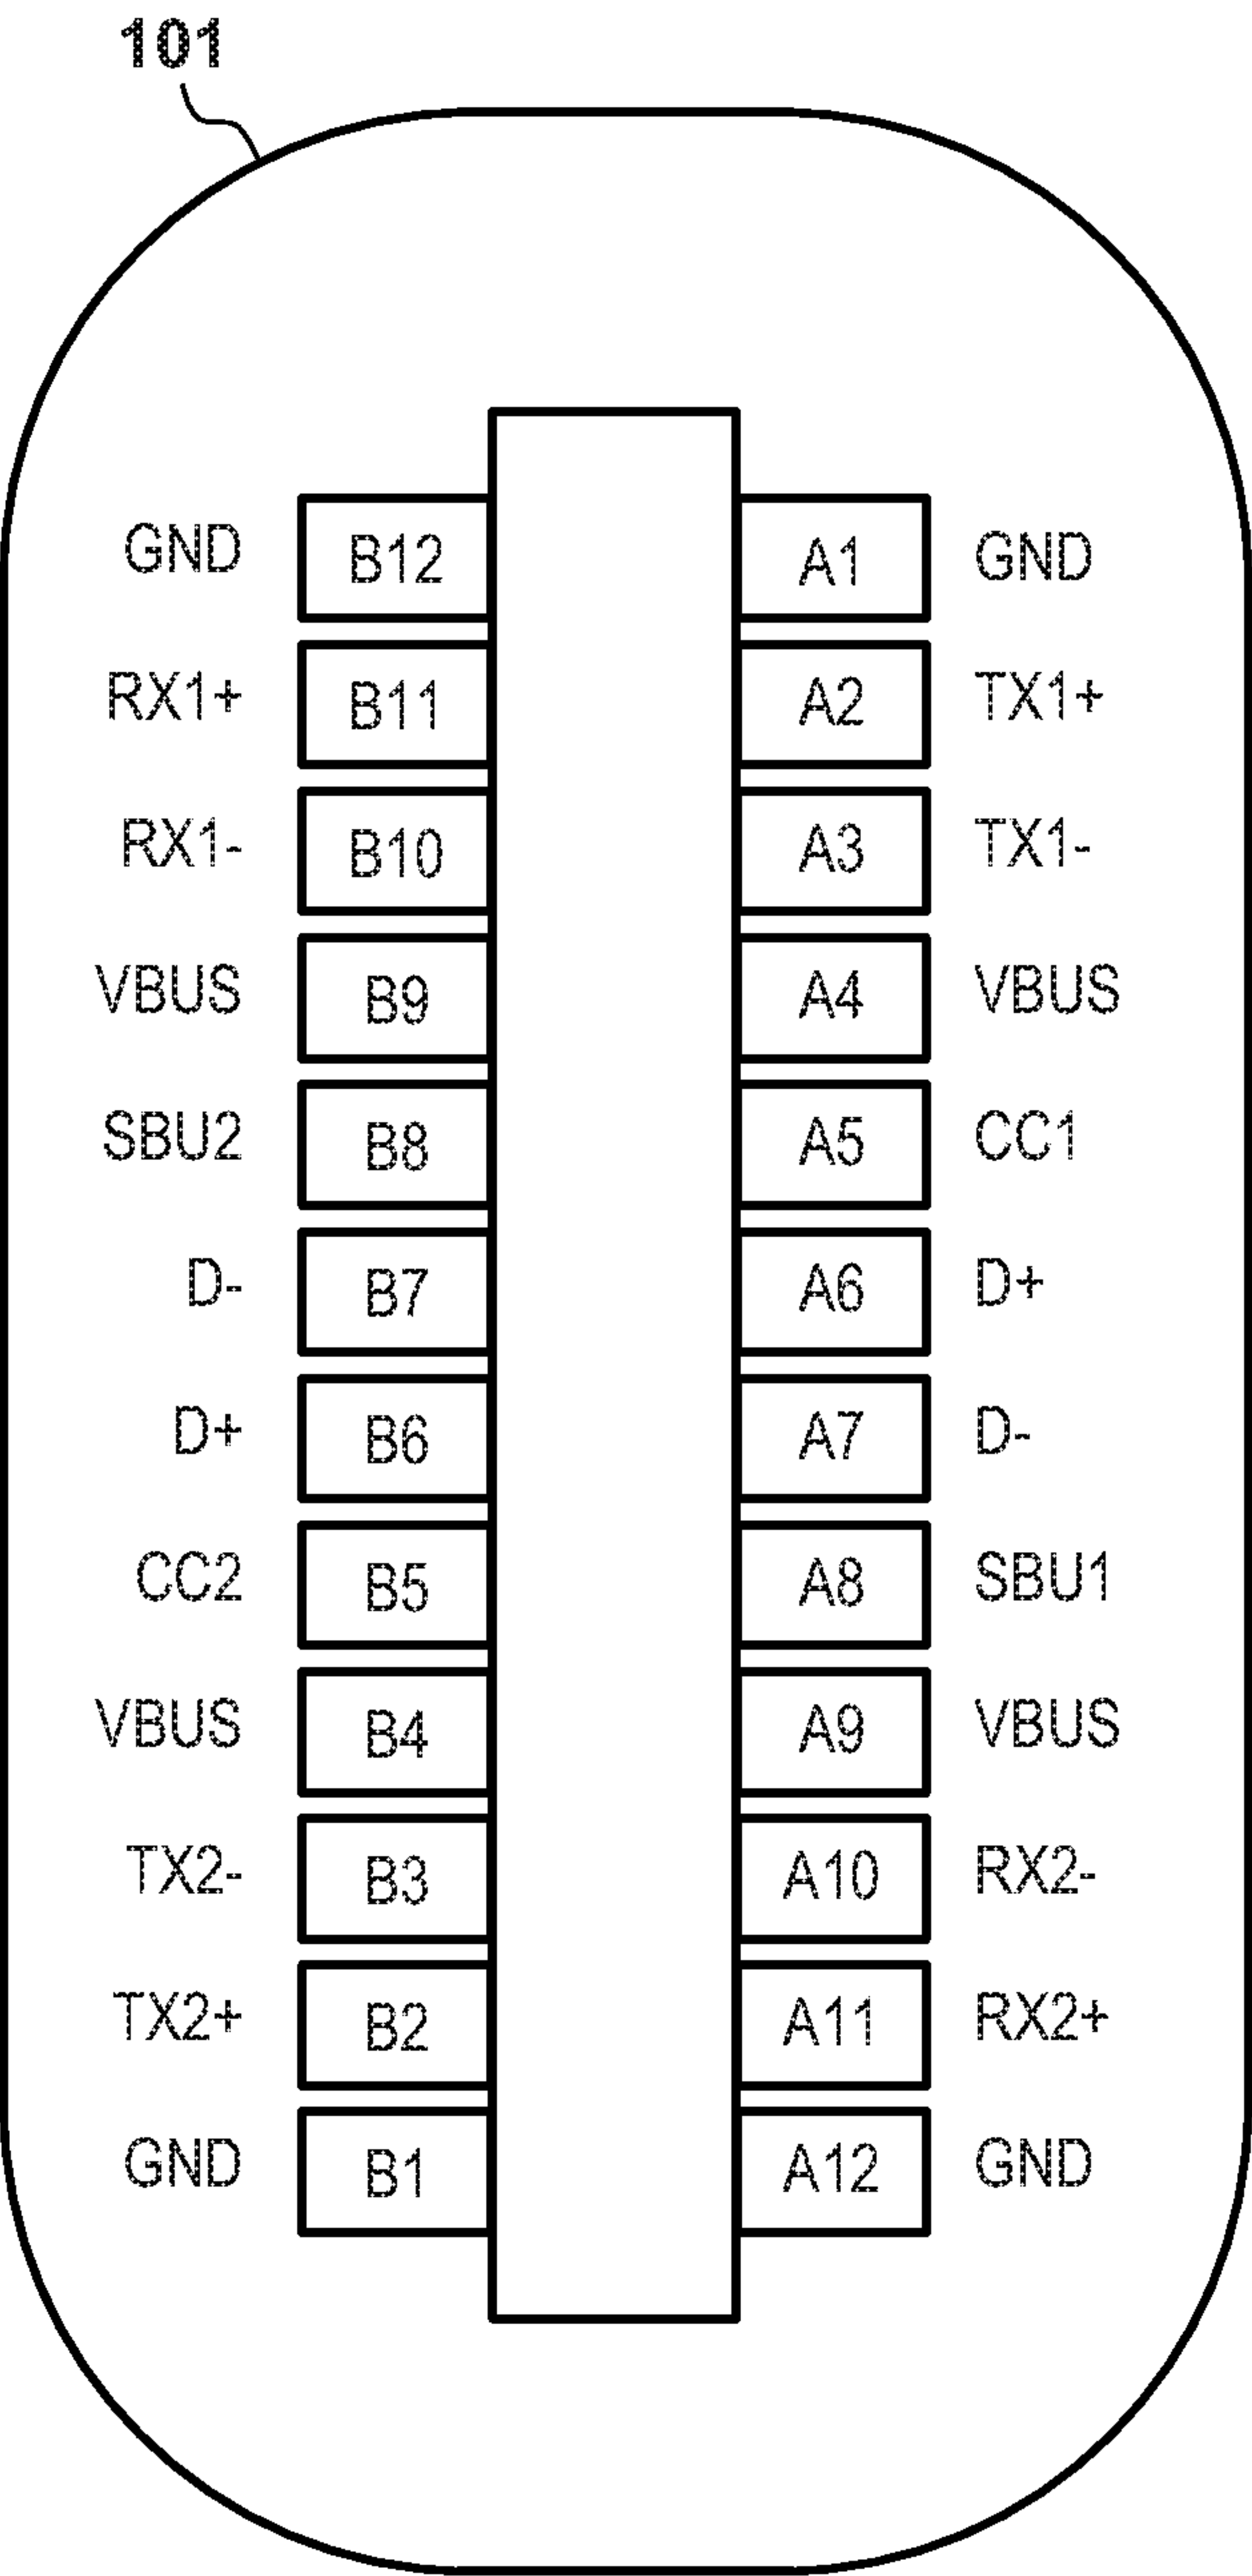 101
GND B12 A1 GND
RX1+ B11 A2 TX1+
RX1- B10 A3 TX1-
VBUS B9 A4 VBUS
SBU2 B8 A5 CC1
D- B7 A6 D+
D+ B6 A7 D-
CC2 B5 A8 SBU1
VBUS B4 A9 VBUS
TX2- B3 A10 RX2-
TX2+ B2 A11 RX2+
GND B1 A12 GND